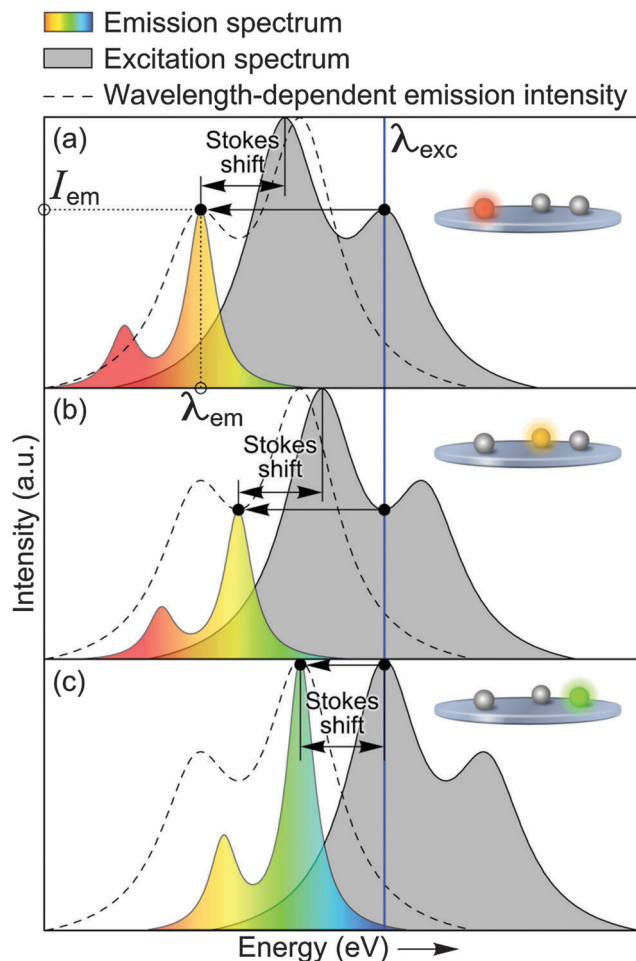 Emission spectrum
Excitation spectrum
Wavelength-dependent emission intensity
(a)
Stokes
shift
λexc
Iem
λem
(b)
Stokes
shift
Intensity (a.u.)
(c)
Stokes
shift
Energy (eV)